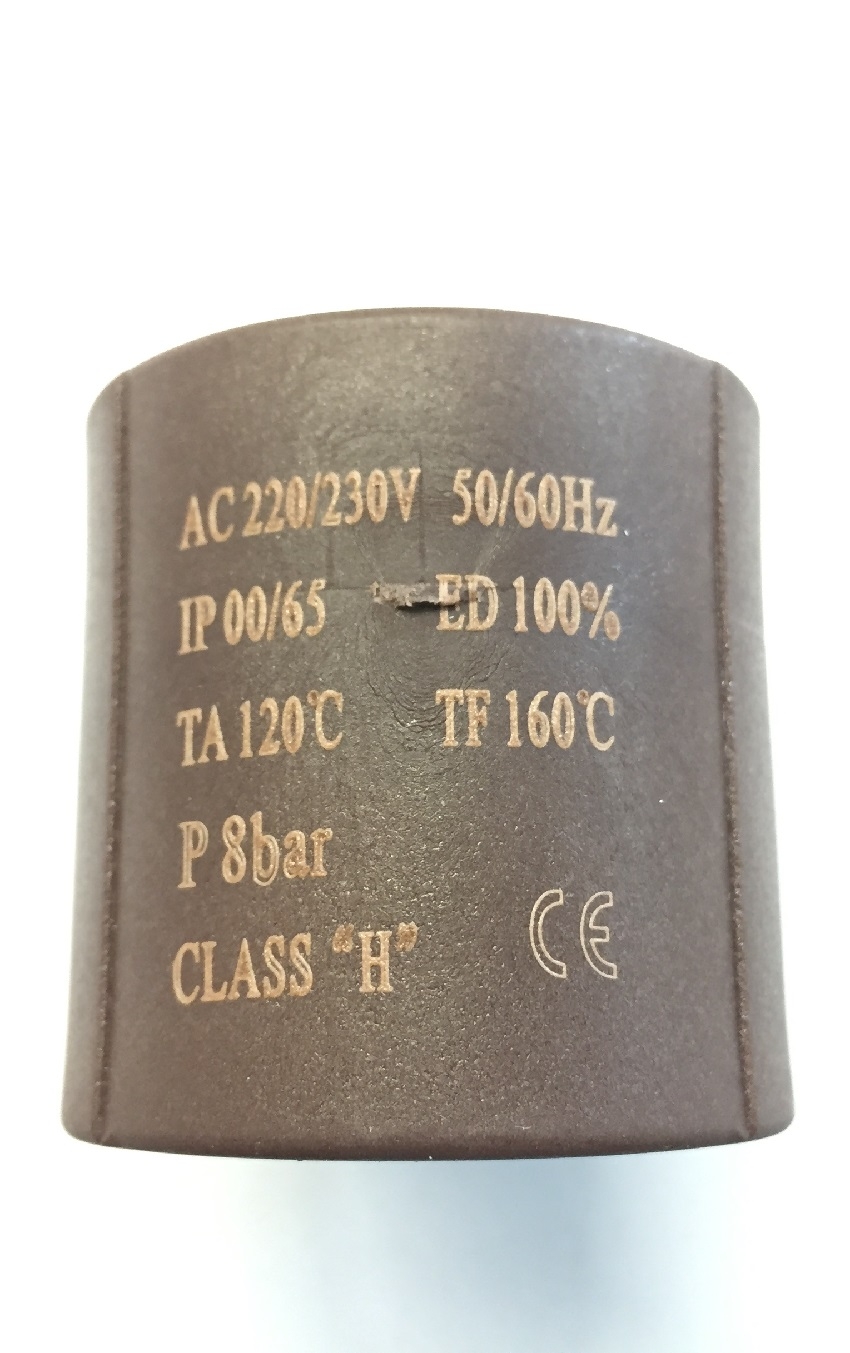 AC 220/230V 50/60Hz
IP 00/65 ED 100%
TA 120℃ TF 160℃
P 8bar
CLASS “H” CE